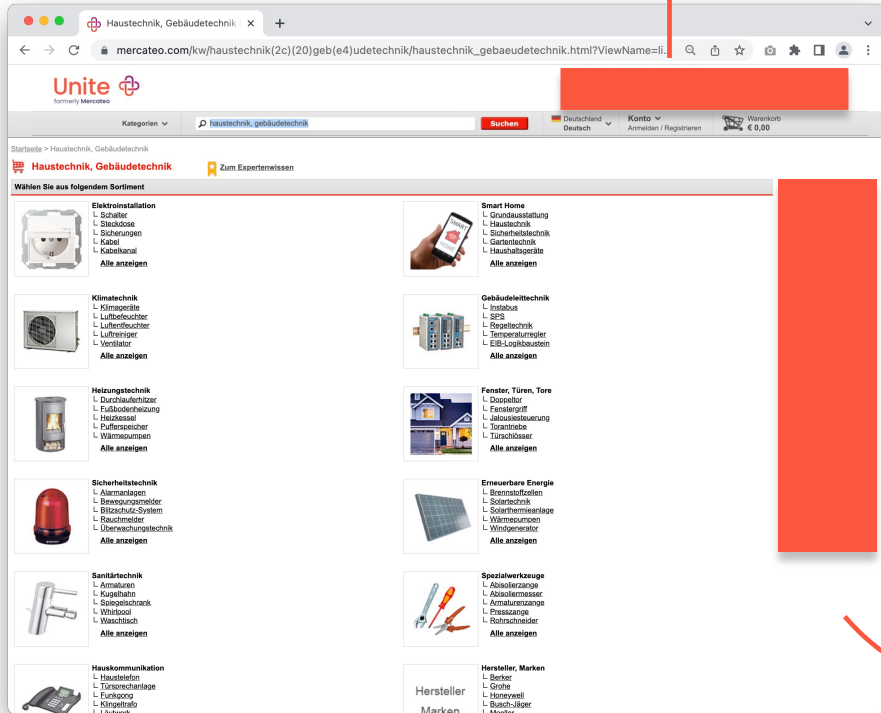 Haustechnik, Gebäudetechnik
mercateo.com/kw/haustechnik(2c)(20)geb(e4)udetechnik/haustechnik_gebaeudetechnik.html?ViewName=li...
Unite
formerly Mercateo
Kategorien
haustechnik, gebäudetechnik
Suchen
Deutschland
Deutsch
Konto
Anmelden / Registrieren
Warenkorb
€ 0,00
Startseite > Haustechnik, Gebäudetechnik
Haustechnik, Gebäudetechnik
Zum Expertenwissen
Wählen Sie aus folgendem Sortiment
Elektroinstallation
Schalter
Steckdose
Sicherungen
Kabel
Kabelkanal
Alle anzeigen
SMART
HOME
Smart Home
Grundausstattung
Haustechnik
Sicherheitstechnik
Gartentechnik
Haushaltsgeräte
Alle anzeigen
Klimatechnik
Klimageräte
Luftbefeuchter
Luftentfeuchter
Luftreiniger
Ventilator
Alle anzeigen
Gebäudeleittechnik
Instabus
SPS
Regeltechnik
Temperaturregler
EIB-Logikbaustein
Alle anzeigen
Heizungstechnik
Durchlauferhitzer
Fußbodenheizung
Heizkessel
Pufferspeicher
Wärmepumpen
Alle anzeigen
Fenster, Türen, Tore
Doppeltor
Fenstergriff
Jalousiesteuerung
Torantriebe
Türschlösser
Alle anzeigen
Sicherheitstechnik
Alarmanlagen
Bewegungsmelder
Blitzschutz-System
Rauchmelder
Überwachungstechnik
Alle anzeigen
Erneuerbare Energie
Brennstoffzellen
Solartechnik
Solarthermieanlage
Wärmepumpen
Windgenerator
Alle anzeigen
Sanitärtechnik
Armaturen
Kugelhahn
Spiegelschrank
Whirlpool
Waschtisch
Alle anzeigen
Spezialwerkzeuge
Abisolierzange
Abisoliermesser
Armaturenzange
Presszange
Rohrschneider
Alle anzeigen
Hauskommunikation
Haustelefon
Türsprechanlage
Funkgong
Klingeltrafo
Läutwerk
Hersteller
Marken
Hersteller, Marken
Berker
Grohe
Honeywell
Busch-Jäger
Moeller